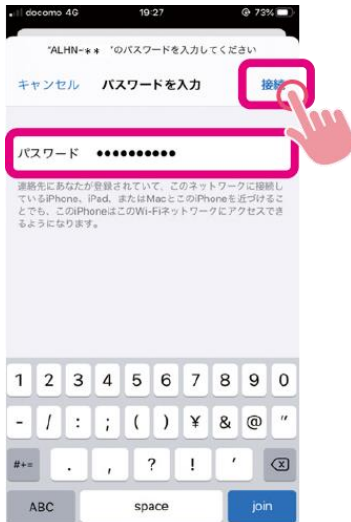 docomo 4G 19:27 73%
"ALHN-** "のパスワードを入力してください
キャンセル パスワードを入力 接続
パスワード ●●●●●●●●●●
連絡先にあなたが登録されていて、このネットワークに接続し
ているiPhone、iPad、またはMacとこのiPhoneを近づけるこ
とでも、このiPhoneはこのWi-Fiネットワークにアクセスでき
るようになります。
1 2 3 4 5 6 7 8 9 0
- / : ; ( ) ¥ & @ "
#+= . , ? ! '
ABC space join